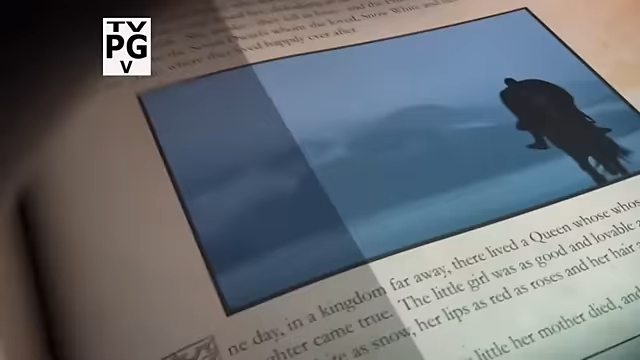 TV
PG
V
Snow White and
the Seven Dwarfs whom she loved,
where they lived happily ever after.
ne day, in a kingdom far away, there lived a Queen whose
ghter came true. The little girl was as good and lovable
ite as snow, her lips as red as roses and her hair
little her mother died, and